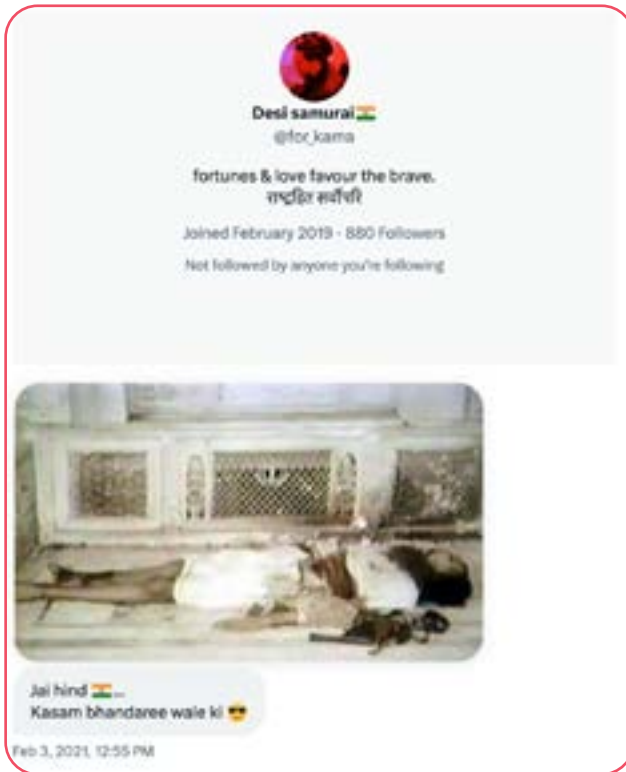 Desi samurai🇮🇳
@for_kama
fortunes & love favour the brave.
राष्ट्रहित सर्वोपरि
Joined February 2019 · 880 Followers
Not followed by anyone you're following
Jai hind 🇮🇳...
Kasam bhandaree wale ki 😎
Feb 3, 2021, 12:55 PM